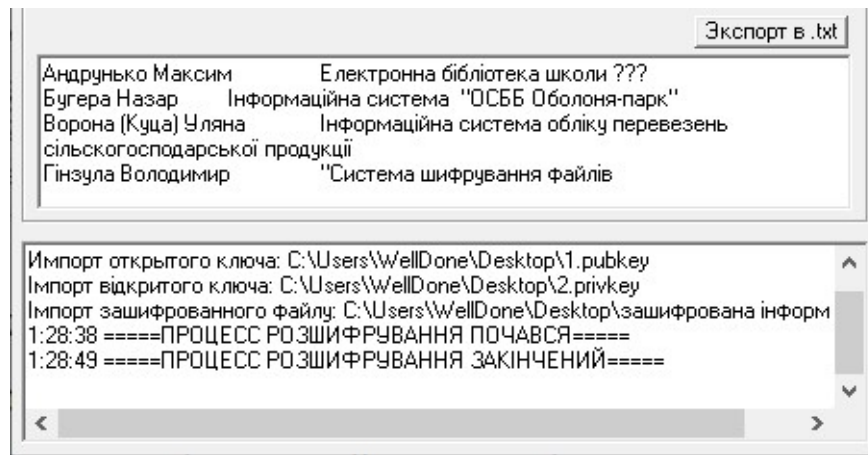 Экспорт в .txt
Андрунько Максим Електронна бібліотека школи ???
Бугера Назар Інформаційна система "ОСББ Оболоня-парк"
Ворона (Куца) Уляна Інформаційна система обліку перевезень
сільскогосподарської продукції
Гінзула Володимир "Система шифрування файлів
Импорт открытого ключа: C:\Users\WellDone\Desktop\1.pubkey
Імпорт відкритого ключа: C:\Users\WellDone\Desktop\2.privkey
Імпорт зашифрованного файлу: C:\Users\WellDone\Desktop\зашифрована інформ
1:28:38 =====ПРОЦЕСС РОЗШИФРУВАННЯ ПОЧАВСЯ=====
1:28:49 =====ПРОЦЕСС РОЗШИФРУВАННЯ ЗАКІНЧЕНИЙ=====